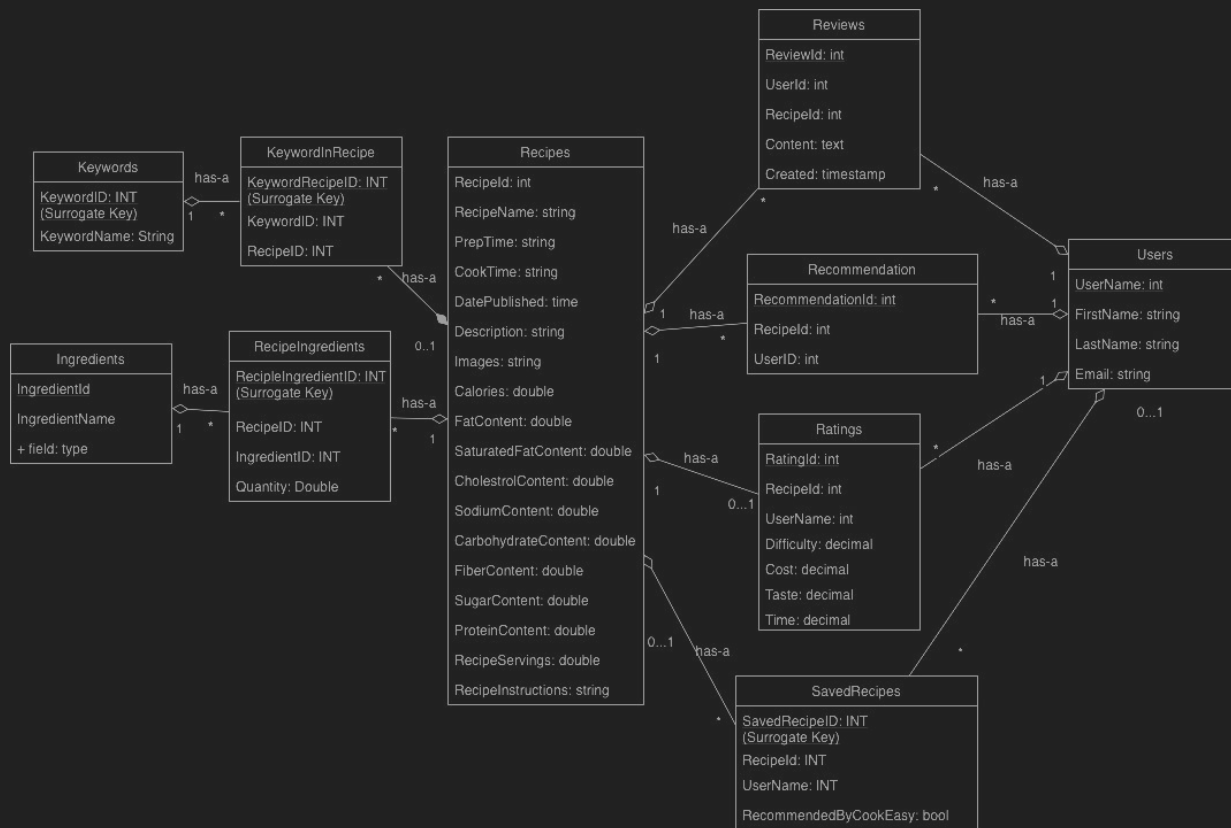 Reviews
ReviewId: int
UserId: int
RecipeId: int
Content: text
Created: timestamp
Keywords
KeywordID: INT
(Surrogate Key)
KeywordName: String
has-a
1
*
KeywordInRecipe
KeywordRecipeID: INT
(Surrogate Key)
KeywordID: INT
RecipeID: INT
*
has-a
0..1
Ingredients
IngredientId
IngredientName
+ field: type
has-a
1
*
RecipeIngredients
RecipleIngredientID: INT
(Surrogate Key)
RecipeID: INT
IngredientID: INT
Quantity: Double
has-a
*
1
Recipes
RecipeId: int
RecipeName: string
PrepTime: string
CookTime: string
DatePublished: time
Description: string
Images: string
Calories: double
FatContent: double
SaturatedFatContent: double
CholestrolContent: double
SodiumContent: double
CarbohydrateContent: double
FiberContent: double
SugarContent: double
ProteinContent: double
RecipeServings: double
RecipeInstructions: string
has-a
*
1
has-a
1
*
has-a
1
0...1
0...1
has-a
*
Recommendation
RecommendationId: int
RecipeId: int
UserID: int
Ratings
RatingId: int
RecipeId: int
UserName: int
Difficulty: decimal
Cost: decimal
Taste: decimal
Time: decimal
SavedRecipes
SavedRecipeID: INT
(Surrogate Key)
RecipeId: INT
UserName: INT
RecommendedByCookEasy: bool
*
has-a
1
*
has-a
1
1
*
has-a
0...1
has-a
*
Users
UserName: int
FirstName: string
LastName: string
Email: string